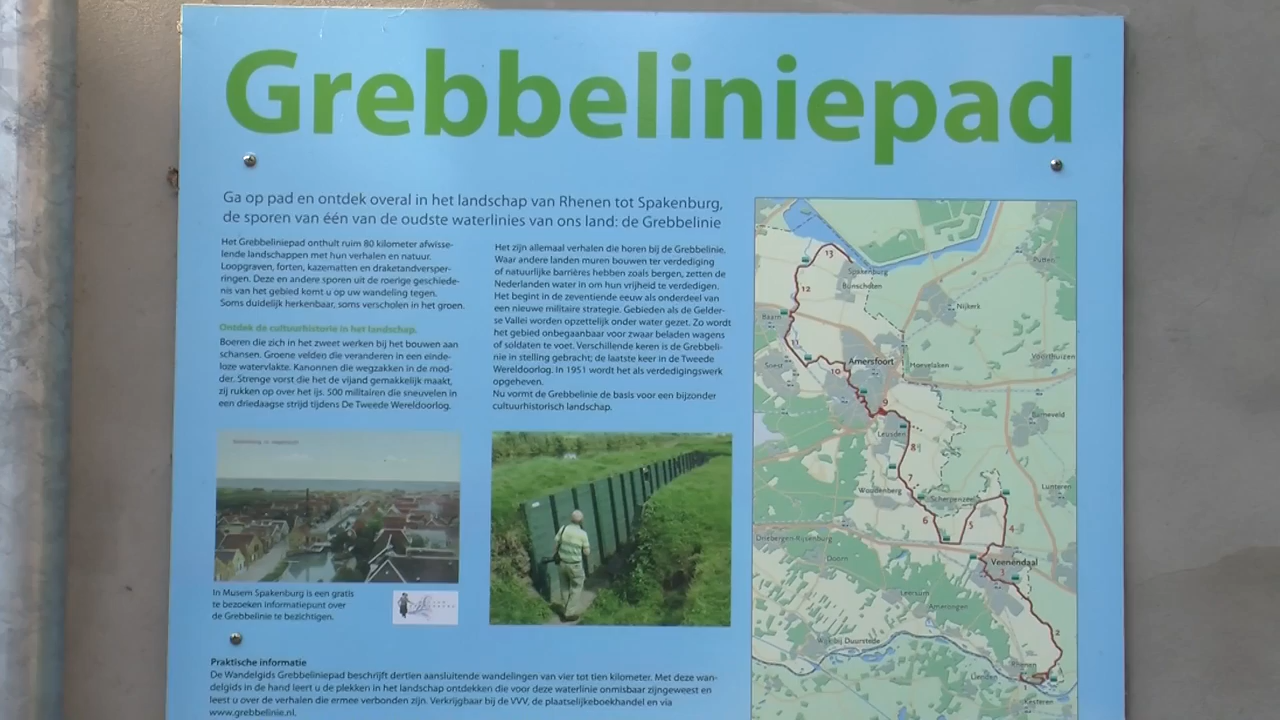 Grebbeliniepad
Ga op pad en ontdek overal in het landschap van Rhenen tot Spakenburg,
de sporen van één van de oudste waterlinies van ons land: de Grebbelinie
Het Grebbeliniepad onthult ruim 80 kilometer afwisse-
lende landschappen met hun verhalen en natuur.
Loopgraven, forten, kazematten en draketandversper-
ringen. Deze en andere sporen uit de roerige geschiede-
nis van het gebied komt u op uw wandeling tegen.
Soms duidelijk herkenbaar, soms verscholen in het groen.
Ontdek de cultuurhistorie in het landschap.
Boeren die zich in het zweet werken bij het bouwen aan
schansen. Groene velden die veranderen in een einde-
loze watervlakte. Kanonnen die wegzakken in de mod-
der. Strenge vorst die het de vijand gemakkelijk maakt,
zij rukken op over het ijs. 500 militairen die sneuvelen in
een driedaagse strijd tijdens De Tweede Wereldoorlog.
Het zijn allemaal verhalen die horen bij de Grebbelinie.
Waar andere landen muren bouwen ter verdediging
of natuurlijke barrières hebben zoals bergen, zetten de
Nederlanden water in om hun vrijheid te verdedigen.
Het begint in de zeventiende eeuw als onderdeel van
een nieuwe militaire strategie. Gebieden als de Gelder-
se Vallei worden opzettelijk onder water gezet. Zo wordt
het gebied onbegaanbaar voor zwaar beladen wagens
of soldaten te voet. Verschillende keren is de Grebbeli-
nie in stelling gebracht; de laatste keer in de Tweede
Wereldoorlog. In 1951 wordt het als verdedigingswerk
opgeheven.
Nu vormt de Grebbelinie de basis voor een bijzonder
cultuurhistorisch landschap.
In Musem Spakenburg is een gratis
te bezoeken informatiepunt over
de Grebbelinie te bezichtigen.
Praktische informatie
De Wandelgids Grebbeliniepad beschrijft dertien aansluitende wandelingen van vier tot tien kilometer. Met deze wan-
delgids in de hand leert u de plekken in het landschap ontdekken die voor deze waterlinie onmisbaar zijngeweest en
leest u over de verhalen die ermee verbonden zijn. Verkrijgbaar bij de VVV, de plaatselijkeboekhandel en via
www.grebbelinie.nl.
13
Spakenburg
Bunschoten
Putten
12
Nijkerk
Baarn
11
Soest
Amersfoort
Hoevelaken
Voorthuizen
10
9
Barneveld
Leusden
8
Woudenberg
Scherpenzeel
Lunteren
6
5
4
Driebergen-Rijsenburg
Doorn
Veenendaal
3
Leersum
Amerongen
2
Wijk bij Duurstede
Rhenen
Lienden
1
Kesteren